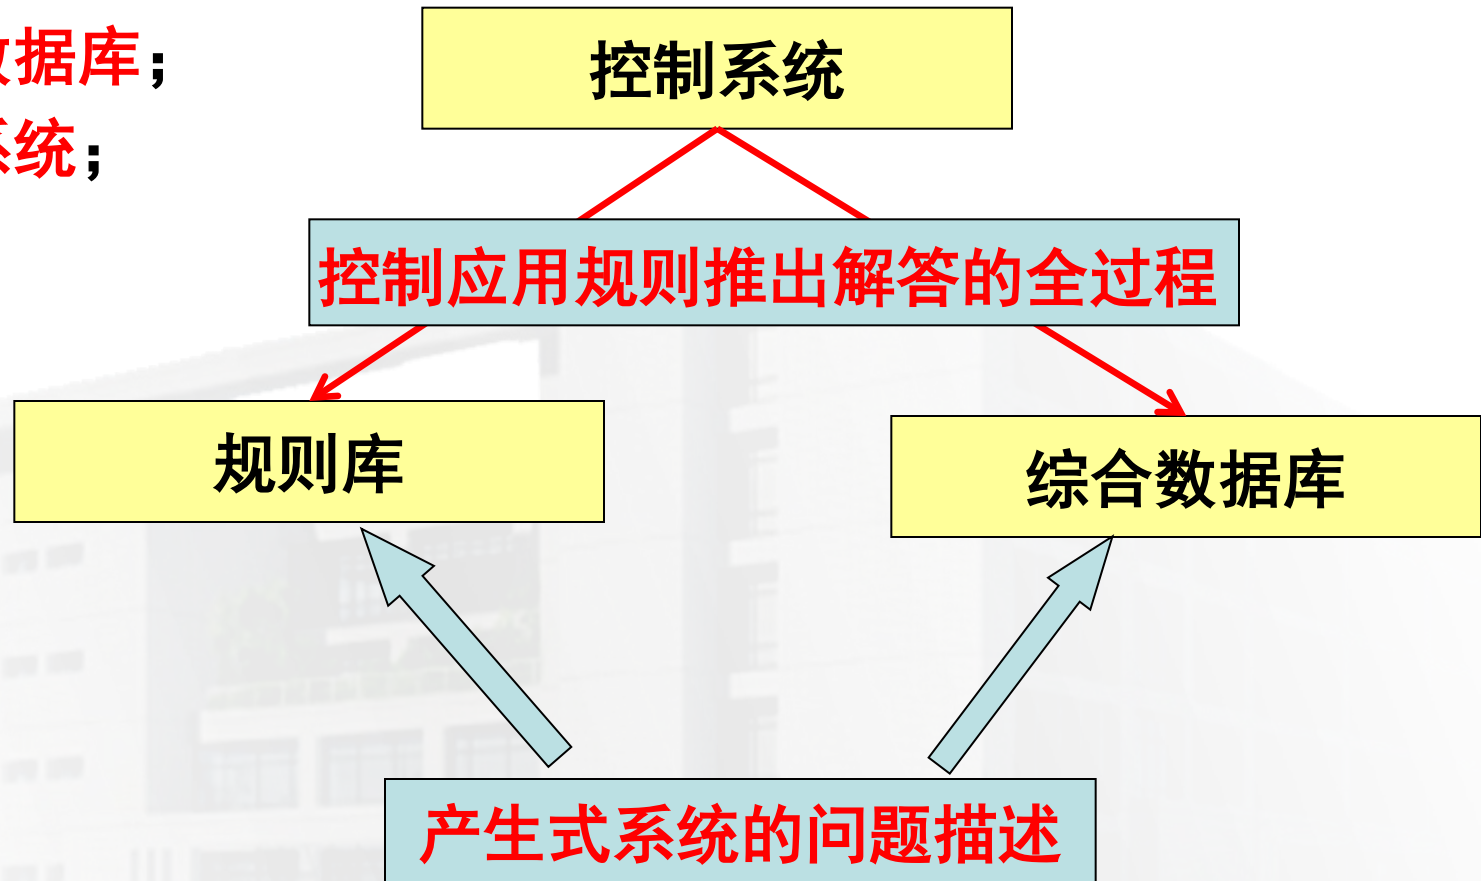 数据库；
控制系统
系统；
控制应用规则推出解答的全过程
规则库
综合数据库
产生式系统的问题描述